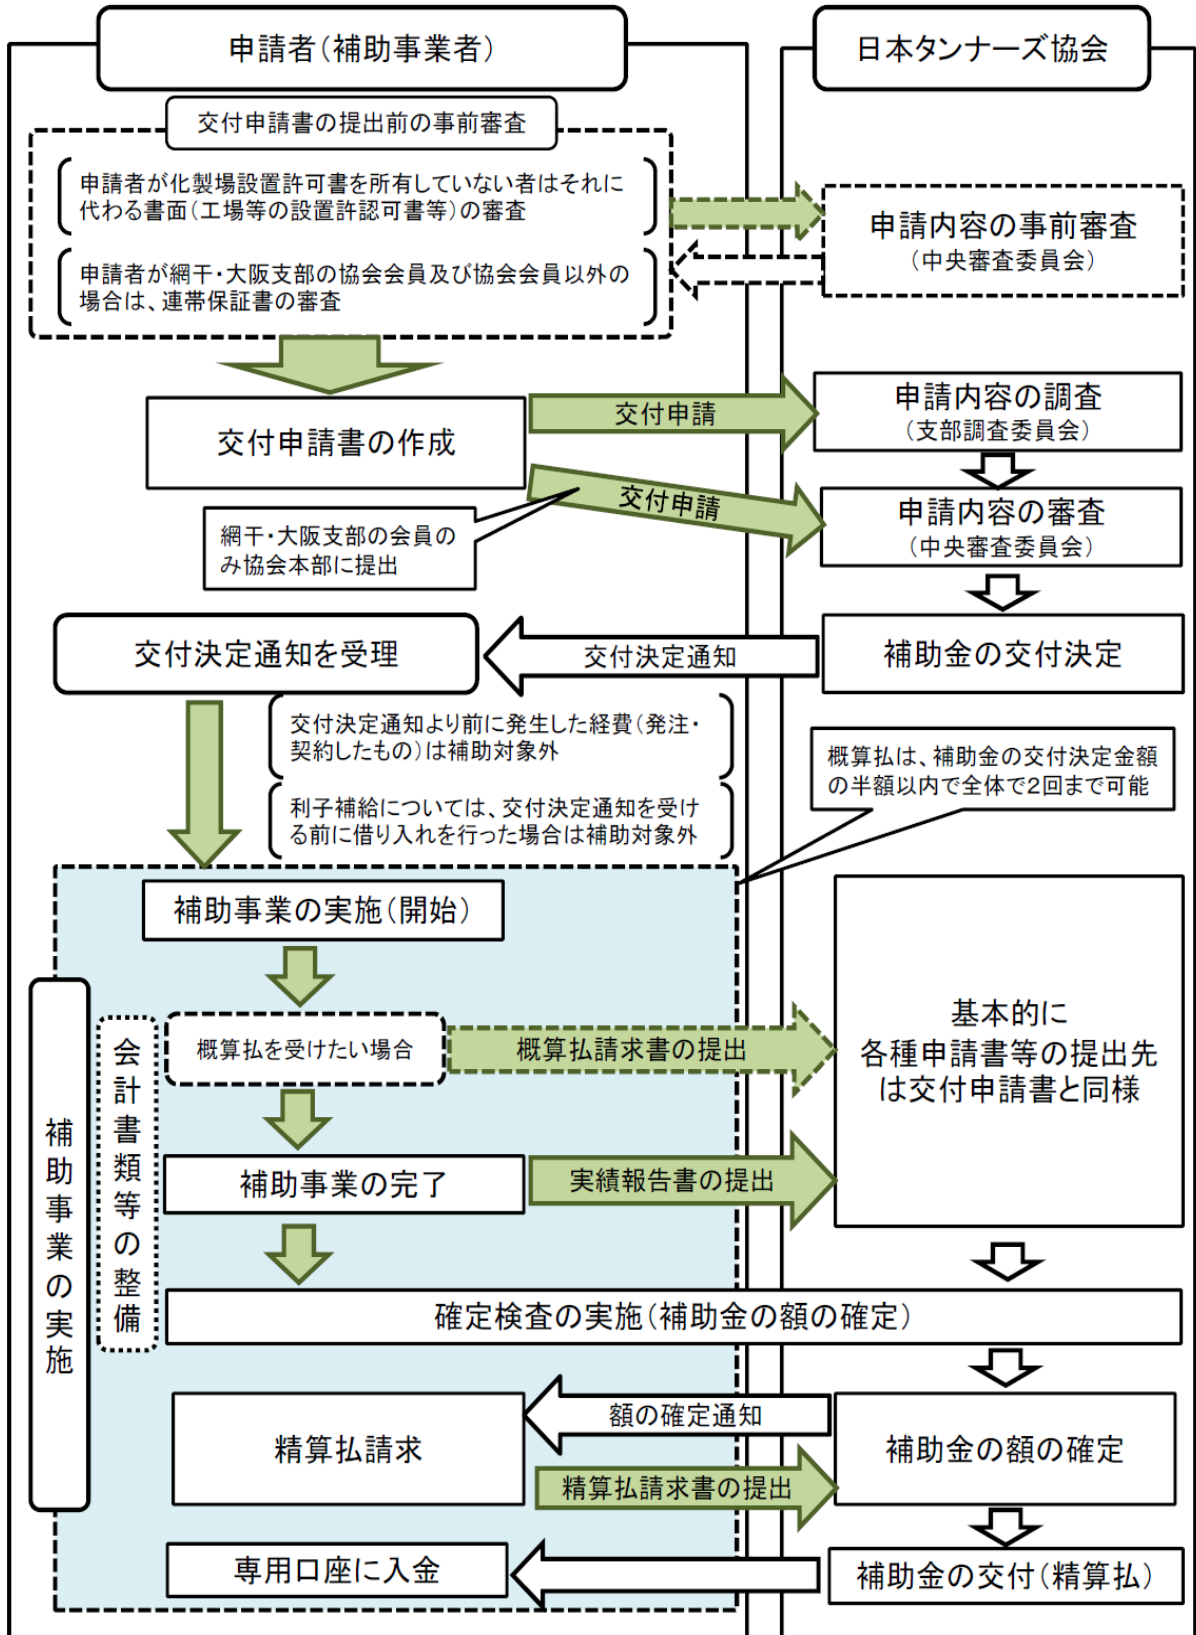 申請者（補助事業者）
日本タンナーズ協会
交付申請書の提出前の事前審査
申請者が化製場設置許可書を所有していない者はそれに
代わる書面（工場等の設置許認可書等）の審査
申請者が網干・大阪支部の協会会員及び協会会員以外の
場合は、連帯保証書の審査
申請内容の事前審査
（中央審査委員会）
交付申請書の作成
交付申請
申請内容の調査
（支部調査委員会）
交付申請
申請内容の審査
（中央審査委員会）
網干・大阪支部の会員の
み協会本部に提出
交付決定通知を受理
交付決定通知
補助金の交付決定
交付決定通知より前に発生した経費（発注・
契約したもの）は補助対象外
利子補給については、交付決定通知を受け
る前に借り入れを行った場合は補助対象外
概算払は、補助金の交付決定金額
の半額以内で全体で２回まで可能
補助事業の実施（開始）
補助事業の実施
会計書類等の整備
概算払を受けたい場合
概算払請求書の提出
基本的に
各種申請書等の提出先
は交付申請書と同様
補助事業の完了
実績報告書の提出
確定検査の実施（補助金の額の確定）
精算払請求
額の確定通知
精算払請求書の提出
補助金の額の確定
専用口座に入金
補助金の交付（精算払）